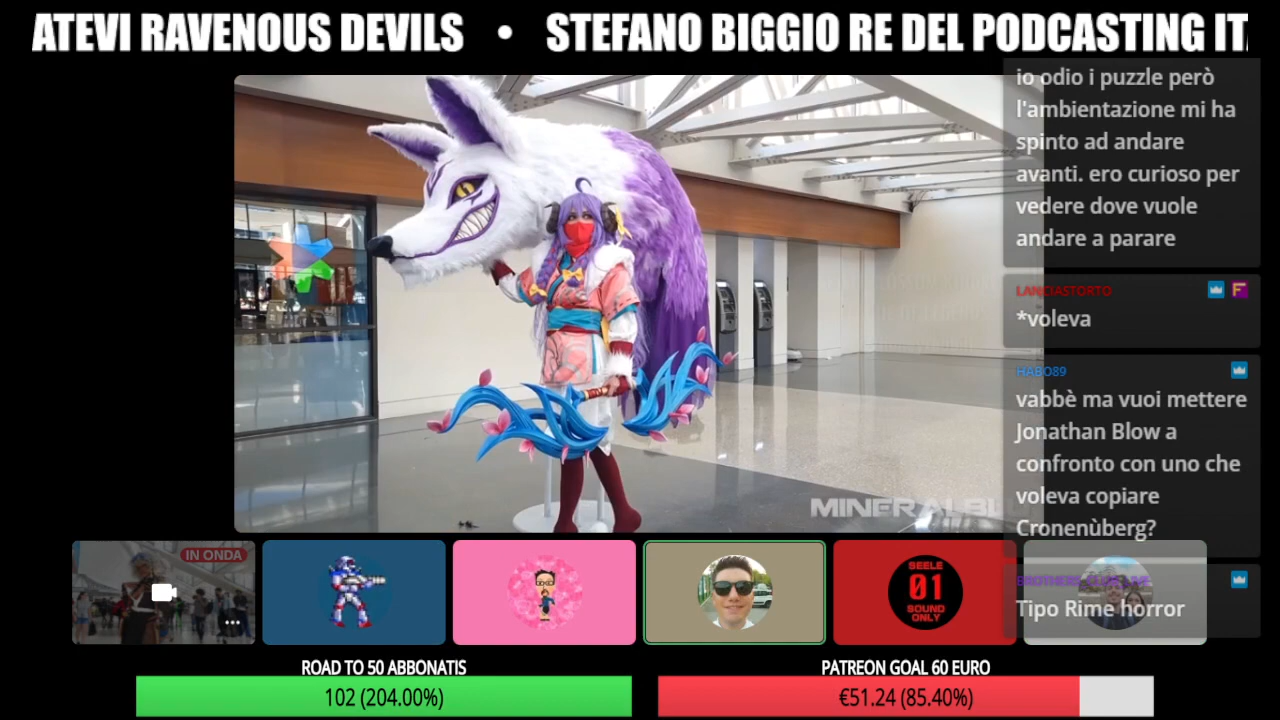 ATEVI RAVENOUS DEVILS • STEFANO BIGGIO RE DEL PODCASTING IT
io odio i puzzle però
l'ambientazione mi ha
spinto ad andare
avanti. ero curioso per
vedere dove vuole
andare a parare
LANCIASTORTO
*voleva
HABO89
vabbè ma vuoi mettere
Jonathan Blow a
confronto con uno che
voleva copiare
Cronenùberg?
Tipo Rime horror
MINERALBL
IN ONDA
SEELE
01
SOUND
ONLY
ROAD TO 50 ABBONATIS
102 (204.00%)
PATREON GOAL 60 EURO
€51.24 (85.40%)